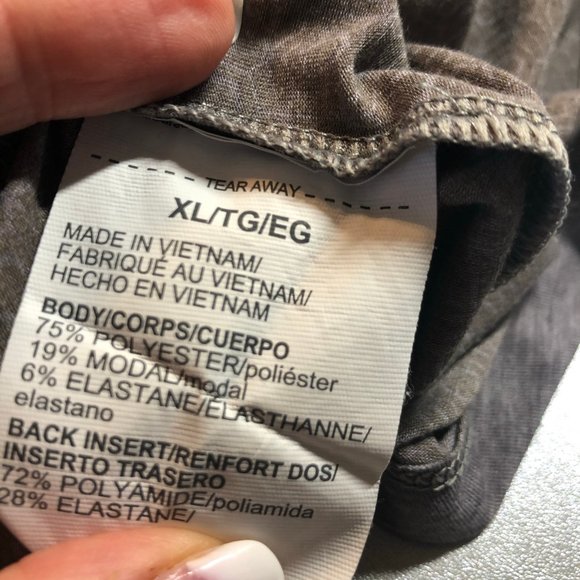 TEAR AWAY
XL/TG/EG
MADE IN VIETNAM/
FABRIQUÉ AU VIETNAM/
HECHO EN VIETNAM
BODY/CORPS/CUERPO
75% POLYESTER/poliéster
19% MODAL/modal
6% ELASTANE/ÉLASTHANNE/
elastano
BACK INSERT/RENFORT DOS/
INSERTO TRASERO
72% POLYAMIDE/poliamida
28% ELASTANE/